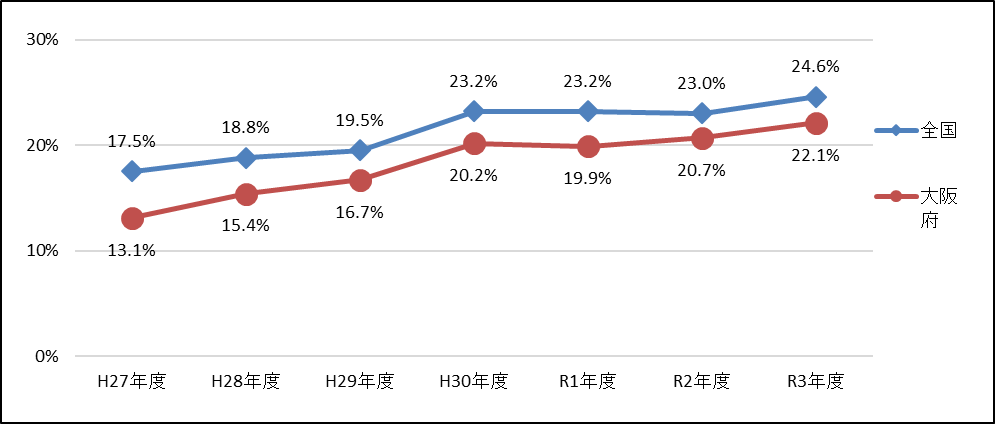 30%
20%
10%
0%
17.5%
18.8%
19.5%
23.2%
23.2%
23.0%
24.6%
13.1%
15.4%
16.7%
20.2%
19.9%
20.7%
22.1%
H27年度
H28年度
H29年度
H30年度
R1年度
R2年度
R3年度
全国
大阪
府